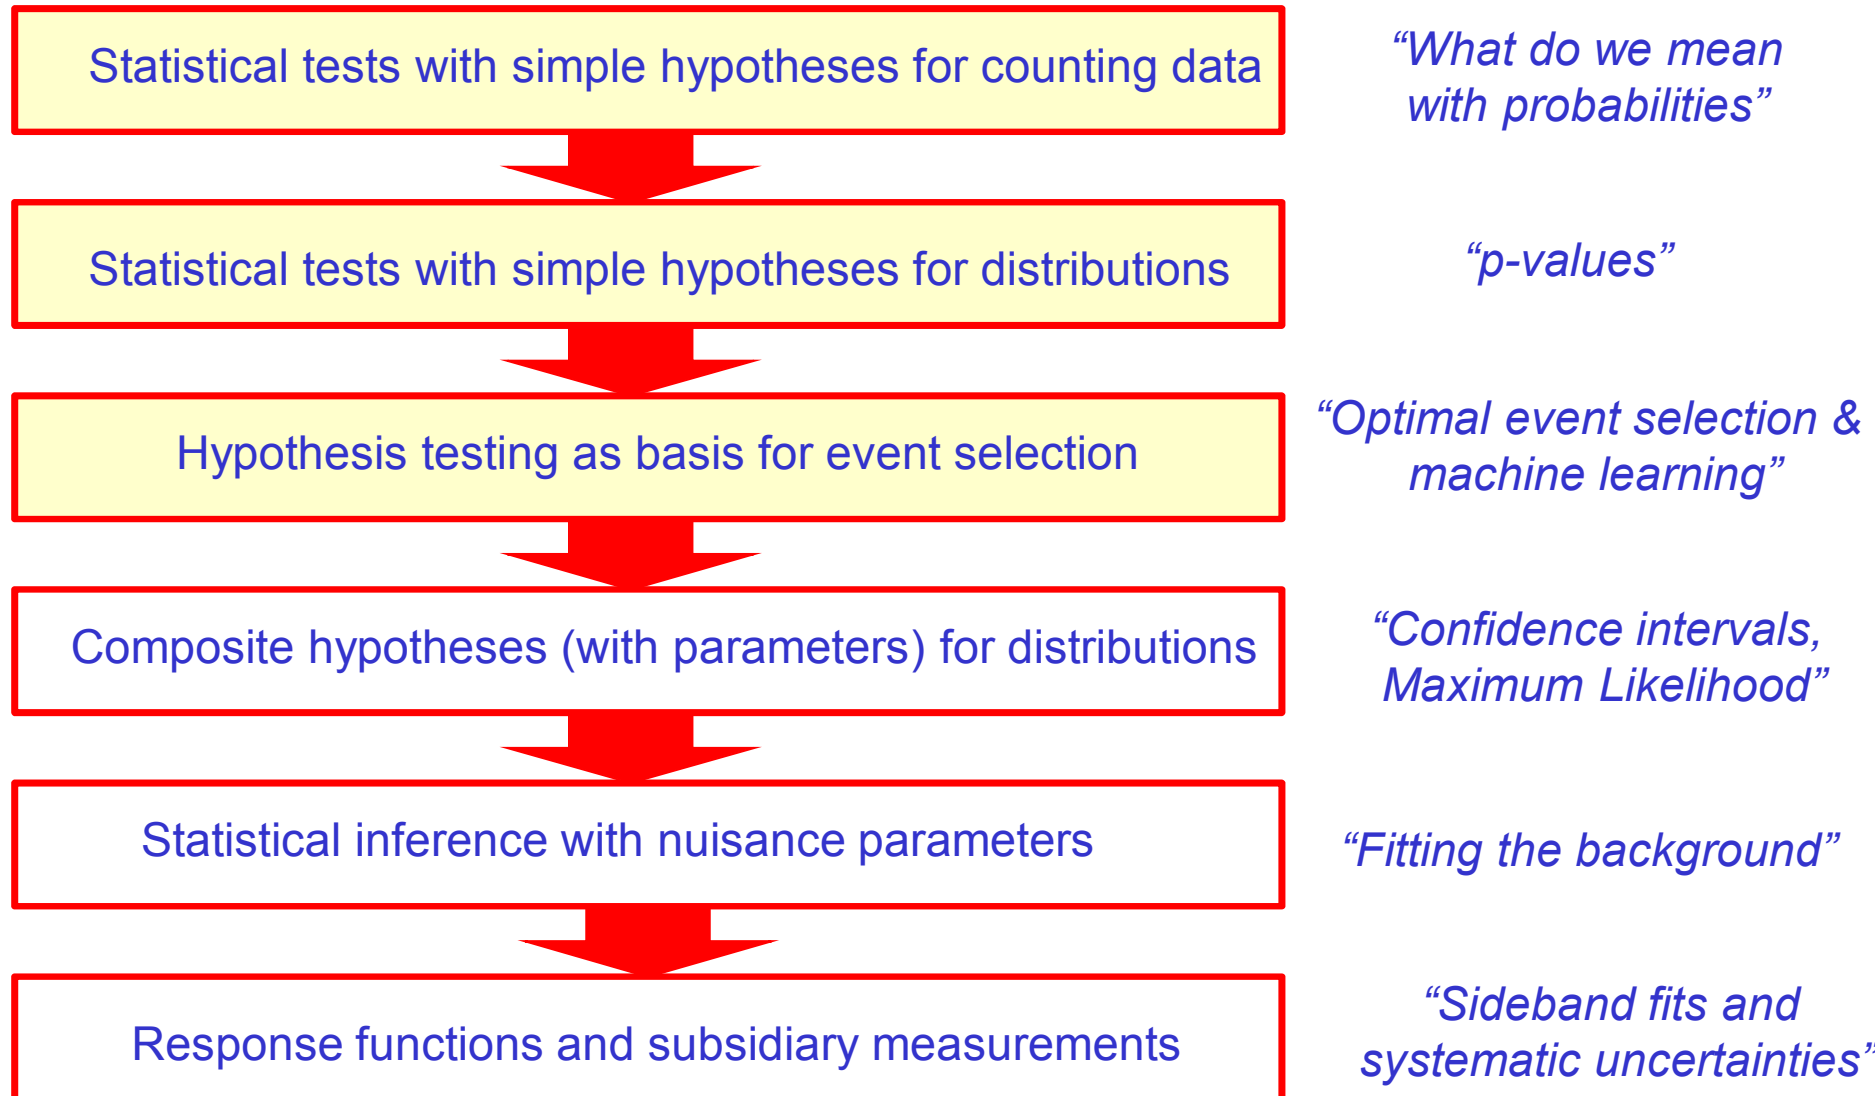 Statistical tests with simple hypotheses for counting data
“What do we mean
with probabilities”
Statistical tests with simple hypotheses for distributions
“p-values”
Hypothesis testing as basis for event selection
“Optimal event selection &
machine learning”
Composite hypotheses (with parameters) for distributions
“Confidence intervals,
Maximum Likelihood”
Statistical inference with nuisance parameters
“Fitting the background”
Response functions and subsidiary measurements
“Sideband fits and
systematic uncertainties”